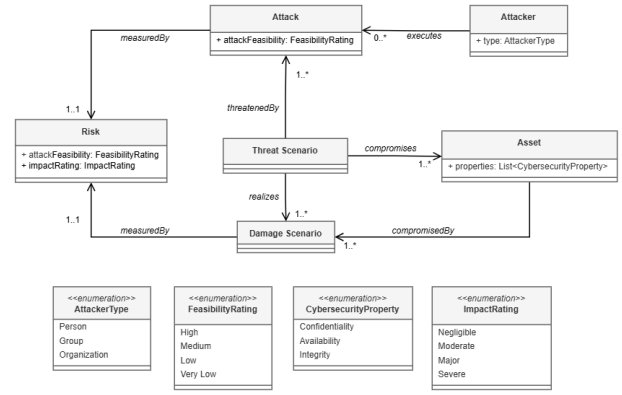 Attack
+ attackFeasibility: FeasibilityRating
Attacker
+ type: AttackerType
measuredBy
0..*
executes
1..*
1..1
threatenedBy
Risk
+ attackFeasibility: FeasibilityRating
+ impactRating: ImpactRating
Threat Scenario
compromises
1..*
Asset
+ properties: List<CybersecurityProperty>
realizes
1..1
1..*
measuredBy
Damage Scenario
compromisedBy
1..*
<<enumeration>>
AttackerType
Person
Group
Organization
<<enumeration>>
FeasibilityRating
High
Medium
Low
Very Low
<<enumeration>>
CybersecurityProperty
Confidentiality
Availability
Integrity
<<enumeration>>
ImpactRating
Negligible
Moderate
Major
Severe